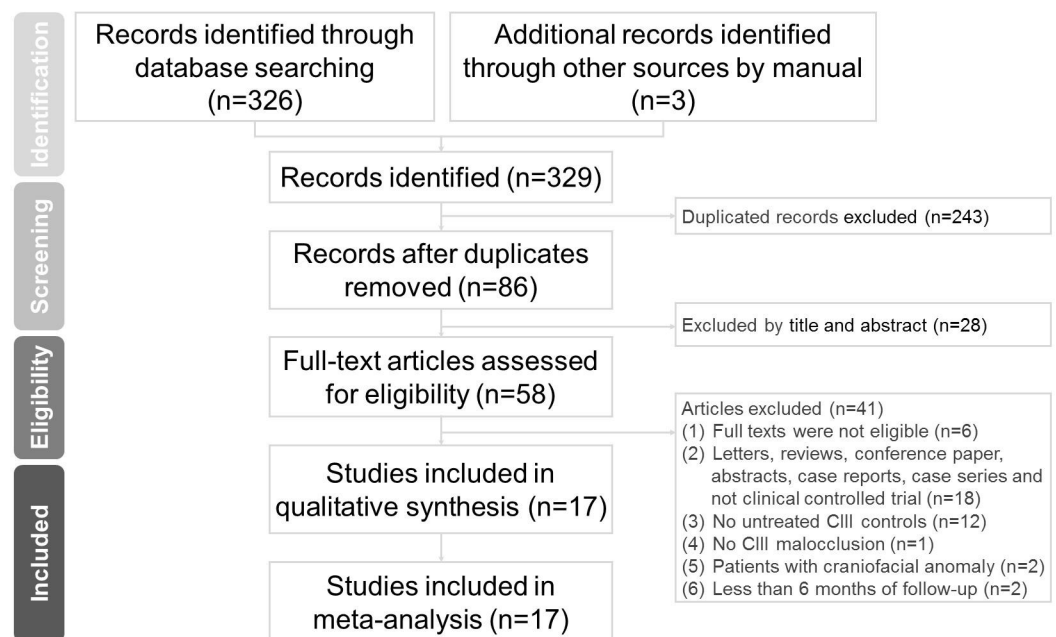 Identification
Records identified through
database searching
(n=326)
Additional records identified
through other sources by manual
(n=3)
Records identified (n=329)
Screening
Duplicated records excluded (n=243)
Records after duplicates
removed (n=86)
Excluded by title and abstract (n=28)
Eligibility
Full-text articles assessed
for eligibility (n=58)
Articles excluded (n=41)
(1) Full texts were not eligible (n=6)
(2) Letters, reviews, conference paper,
abstracts, case reports, case series and
not clinical controlled trial (n=18)
(3) No untreated CIII controls (n=12)
(4) No CIII malocclusion (n=1)
(5) Patients with craniofacial anomaly (n=2)
(6) Less than 6 months of follow-up (n=2)
Included
Studies included in
qualitative synthesis (n=17)
Studies included in
meta-analysis (n=17)